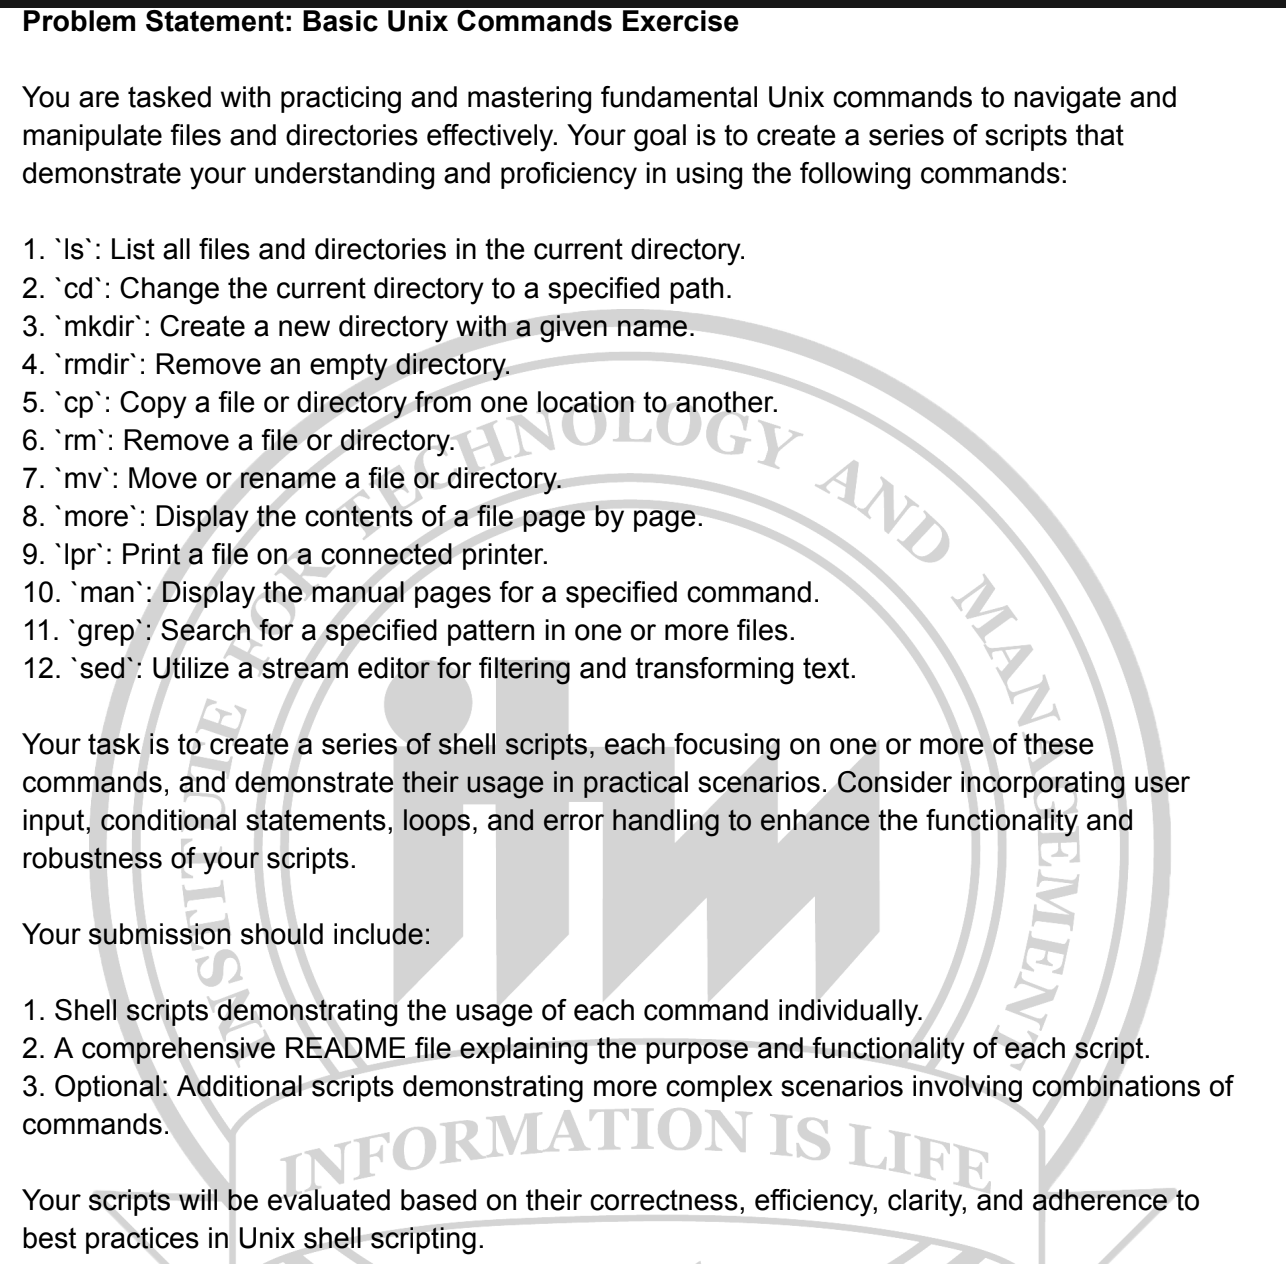 Problem Statement: Basic Unix Commands Exercise
You are tasked with practicing and mastering fundamental Unix commands to navigate and
manipulate files and directories effectively. Your goal is to create a series of scripts that
demonstrate your understanding and proficiency in using the following commands:
1. `ls`: List all files and directories in the current directory.
2. `cd`: Change the current directory to a specified path.
3. `mkdir`: Create a new directory with a given name.
4. `rmdir`: Remove an empty directory.
5. `cp`: Copy a file or directory from one location to another.
6. `rm`: Remove a file or directory.
7. `mv`: Move or rename a file or directory.
8. `more`: Display the contents of a file page by page.
9. `lpr`: Print a file on a connected printer.
10. `man`: Display the manual pages for a specified command.
11. `grep`: Search for a specified pattern in one or more files.
12. `sed`: Utilize a stream editor for filtering and transforming text.
Your task is to create a series of shell scripts, each focusing on one or more of these
commands, and demonstrate their usage in practical scenarios. Consider incorporating user
input, conditional statements, loops, and error handling to enhance the functionality and
robustness of your scripts.
Your submission should include:
1. Shell scripts demonstrating the usage of each command individually.
2. A comprehensive README file explaining the purpose and functionality of each script.
3. Optional: Additional scripts demonstrating more complex scenarios involving combinations of
commands.
Your scripts will be evaluated based on their correctness, efficiency, clarity, and adherence to
best practices in Unix shell scripting.
INSTITUTE FOR TECHNOLOGY AND MANAGEMENT
itm
INFORMATION IS LIFE